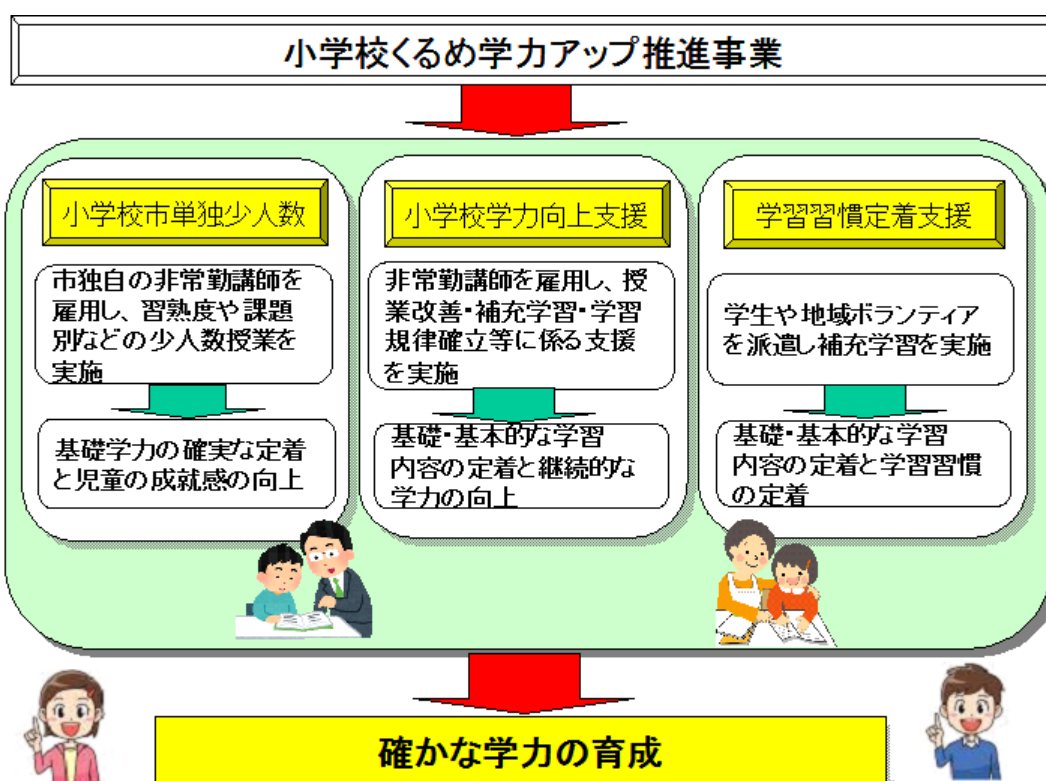 小学校くるめ学力アップ推進事業
小学校市単独少人数
市独自の非常勤講師を
雇用し、習熟度や課題
別などの少人数授業を
実施
基礎学力の確実な定着
と児童の成就感の向上
小学校学力向上支援
非常勤講師を雇用し、授
業改善・補充学習・学習
規律確立等に係る支援
を実施
基礎・基本的な学習
内容の定着と継続的な
学力の向上
学習習慣定着支援
学生や地域ボランティア
を派遣し補充学習を実施
基礎・基本的な学習
内容の定着と学習習慣
の定着
確かな学力の育成